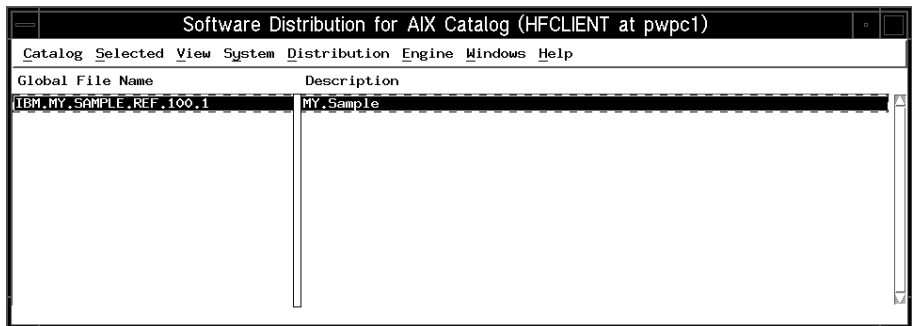 Software Distribution for AIX Catalog (HFCLIENT at pwpc1)
Catalog Selected View System Distribution Engine Windows Help
Global File Name Description
IBM.MY.SAMPLE.REF.100.1 MY.Sample